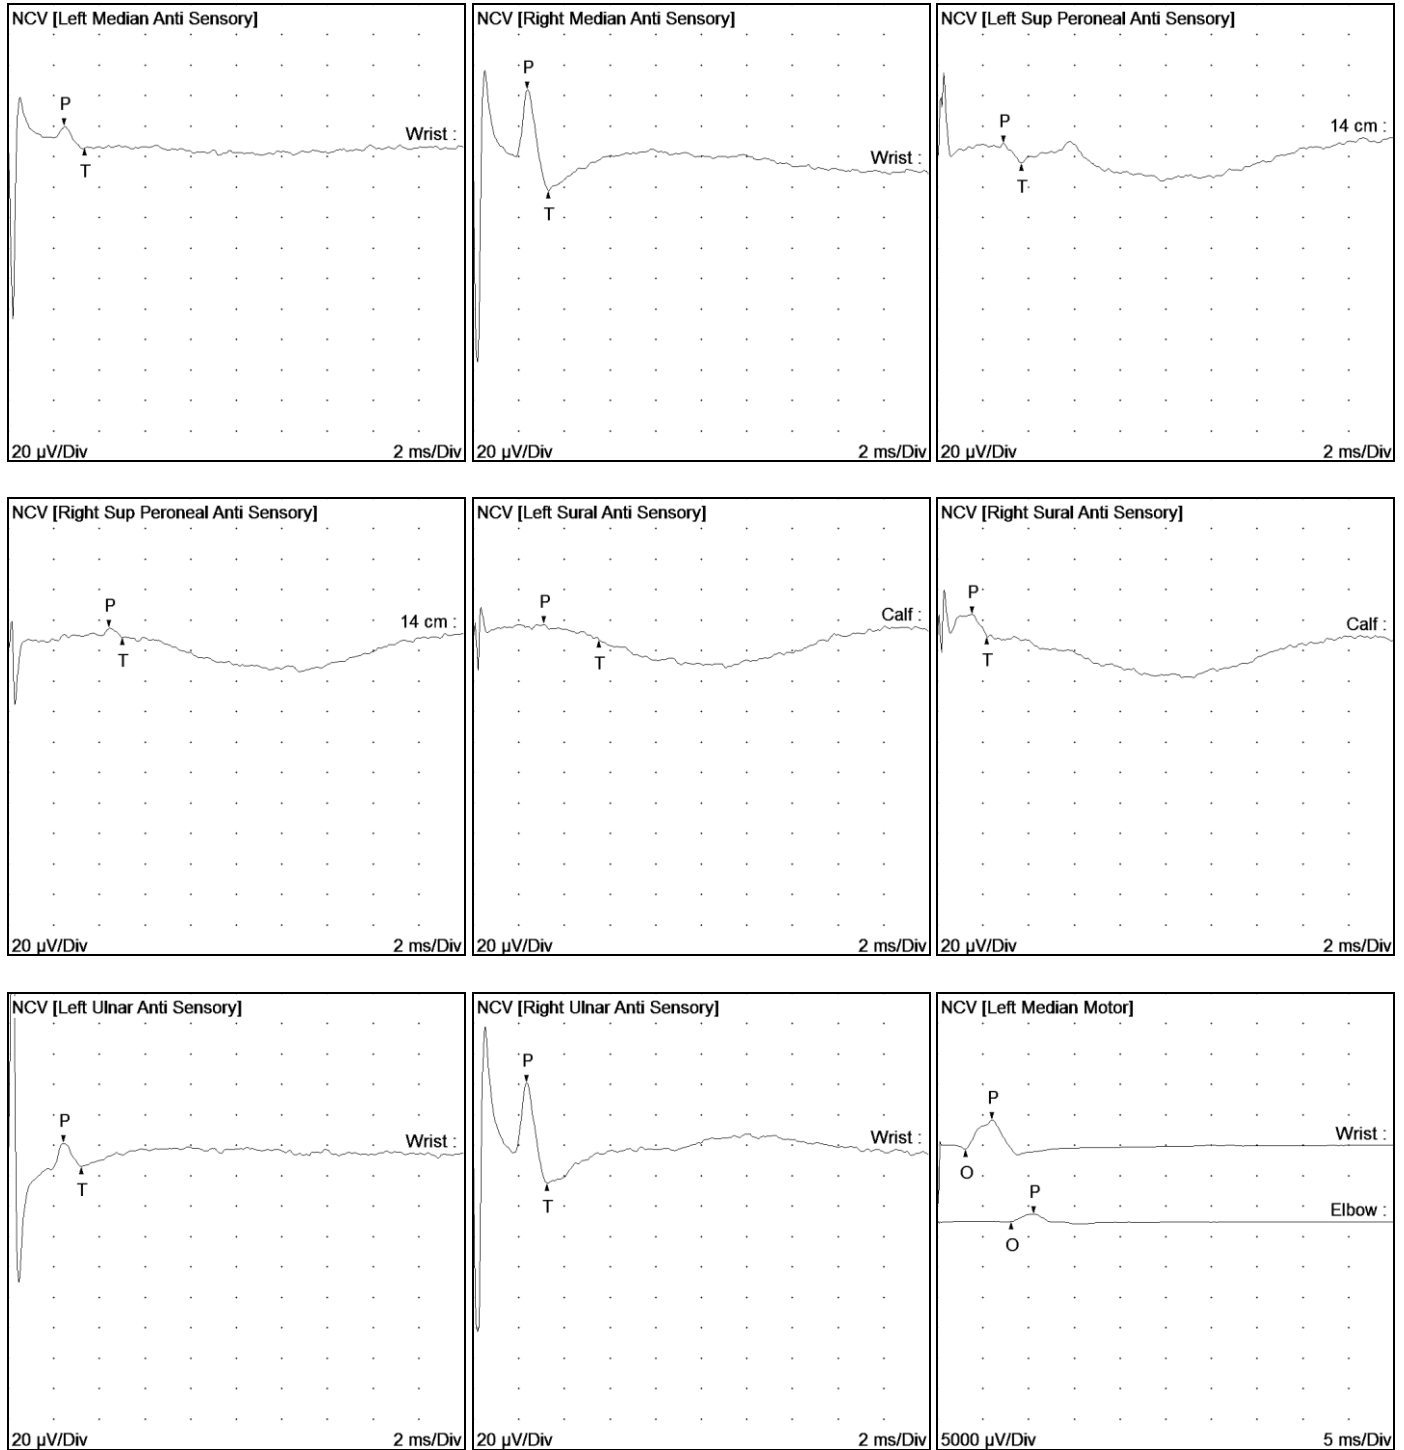 NCV [Left Median Anti Sensory]
P
Wrist :
T
20 µV/Div 2 ms/Div
NCV [Right Median Anti Sensory]
P
Wrist :
T
20 µV/Div 2 ms/Div
NCV [Left Sup Peroneal Anti Sensory]
P
14 cm :
T
20 µV/Div 2 ms/Div
NCV [Right Sup Peroneal Anti Sensory]
P
14 cm :
T
20 µV/Div 2 ms/Div
NCV [Left Sural Anti Sensory]
P
Calf :
T
20 µV/Div 2 ms/Div
NCV [Right Sural Anti Sensory]
P
Calf :
T
20 µV/Div 2 ms/Div
NCV [Left Ulnar Anti Sensory]
P
Wrist :
T
20 µV/Div 2 ms/Div
NCV [Right Ulnar Anti Sensory]
P
Wrist :
T
20 µV/Div 2 ms/Div
NCV [Left Median Motor]
P
Wrist :
O
P
Elbow :
O
5000 µV/Div 5 ms/Div